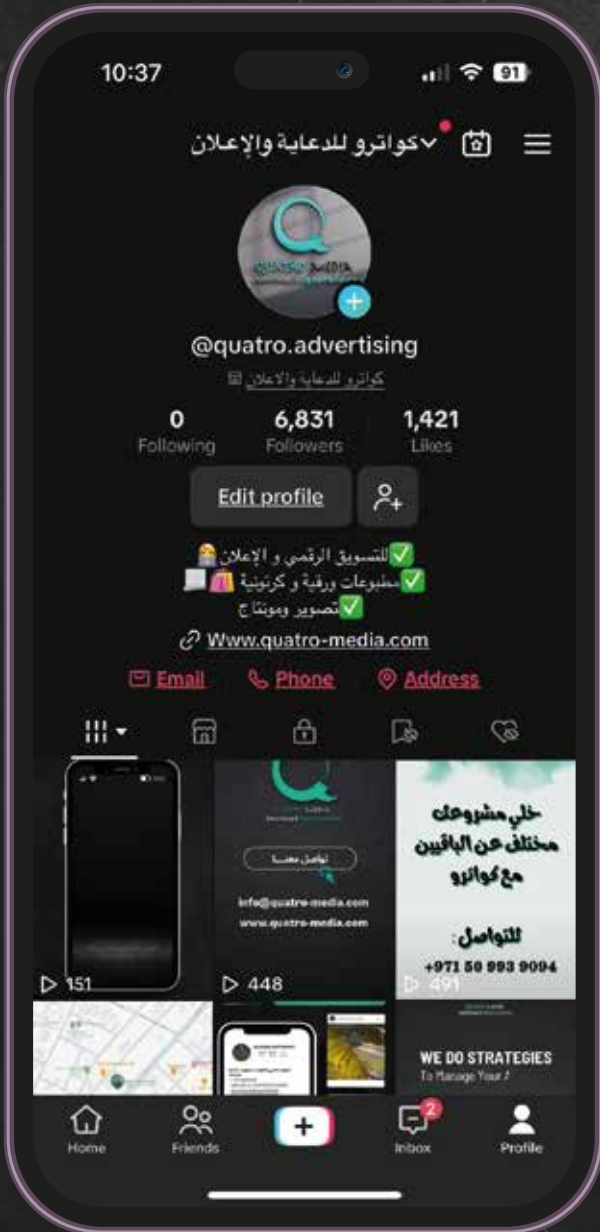 10:37
91
كواترو للدعاية والإعلان
QUATRO MEDIA
@quatro.advertising
كواترو للدعاية والاعلان
0
Following
6,831
Followers
1,421
Likes
Edit profile
✅للتسويق الرقمي و الإعلان
✅مطبوعات ورقية و كرتونية
✅تصوير ومونتاج
Www.quatro-media.com
Email
Phone
Address
151
تواصل معنا
info@quatro-media.com
www.quatro-media.com
448
خلي مشروعك
مختلف عن الباقيين
مع كواترو
للتواصل:
+971 50 993 9094
491
WE DO STRATEGIES
To Manage Your
Home
Friends
2
Inbox
Profile